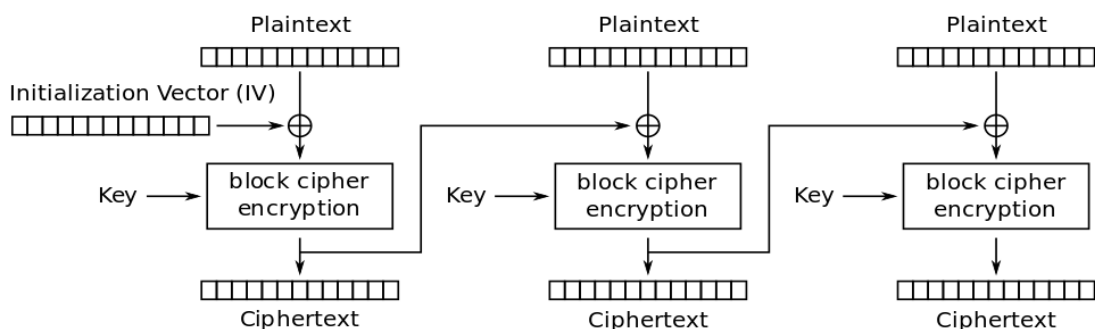 Plaintext
Plaintext
Plaintext
Initialization Vector (IV)
Key
block cipher
encryption
Key
block cipher
encryption
Key
block cipher
encryption
Ciphertext
Ciphertext
Ciphertext